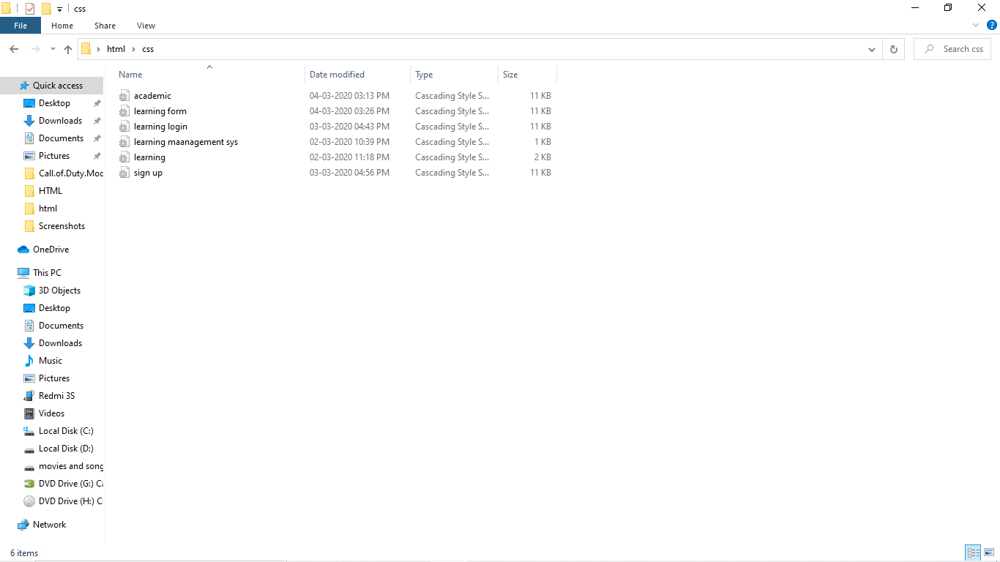 css
File Home Share View
html css
Search css
Name Date modified Type Size
academic 04-03-2020 03:13 PM Cascading Style S... 11 KB
learning form 04-03-2020 03:26 PM Cascading Style S... 11 KB
learning login 03-03-2020 04:43 PM Cascading Style S... 11 KB
learning maanagement sys 02-03-2020 10:39 PM Cascading Style S... 1 KB
learning 02-03-2020 11:18 PM Cascading Style S... 2 KB
sign up 03-03-2020 04:56 PM Cascading Style S... 11 KB
Quick access
Desktop
Downloads
Documents
Pictures
Call.of.Duty.Mod
HTML
html
Screenshots
OneDrive
This PC
3D Objects
Desktop
Documents
Downloads
Music
Pictures
Redmi 3S
Videos
Local Disk (C:)
Local Disk (D:)
movies and song
DVD Drive (G:) Ca
DVD Drive (H:) C
Network
6 items